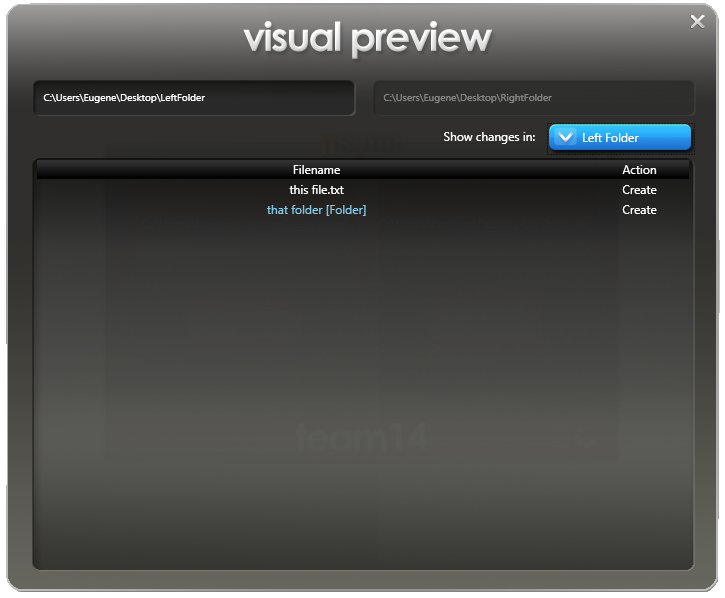 visual preview
C:\Users\Eugene\Desktop\LeftFolder C:\Users\Eugene\Desktop\RightFolder
Show changes in: Left Folder
Filename Action
this file.txt Create
that folder [Folder] Create
team14